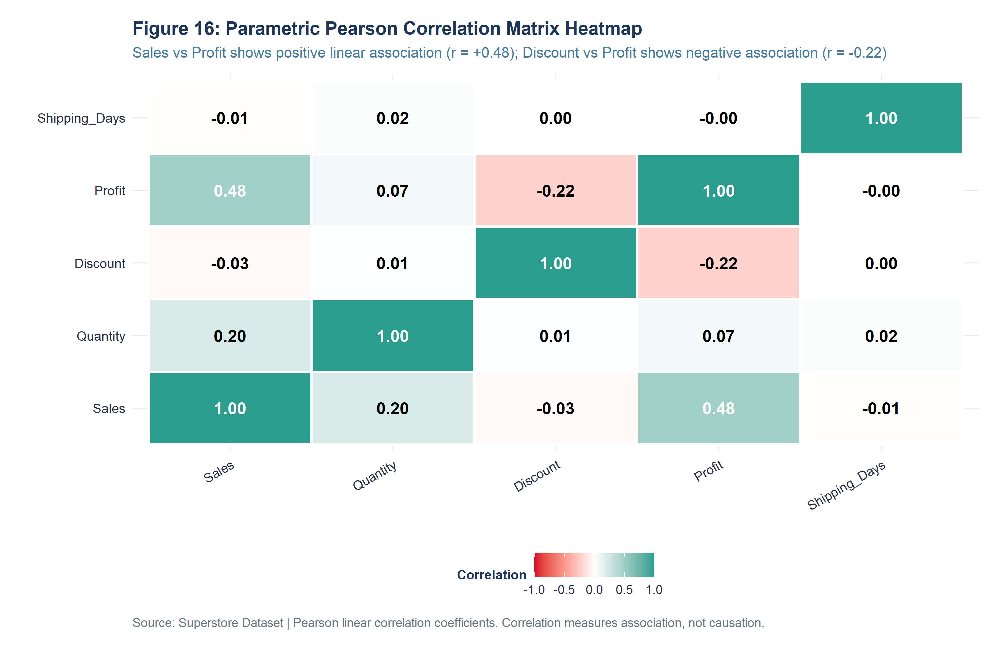 Figure 16: Parametric Pearson Correlation Matrix Heatmap
Sales vs Profit shows positive linear association (r = +0.48); Discount vs Profit shows negative association (r = -0.22)
Shipping_Days -0.01 0.02 0.00 -0.00 1.00
Profit 0.48 0.07 -0.22 1.00 -0.00
Discount -0.03 0.01 1.00 -0.22 0.00
Quantity 0.20 1.00 0.01 0.07 0.02
Sales 1.00 0.20 -0.03 0.48 -0.01
Sales Quantity Discount Profit Shipping_Days
Correlation
-1.0 -0.5 0.0 0.5 1.0
Source: Superstore Dataset | Pearson linear correlation coefficients. Correlation measures association, not causation.